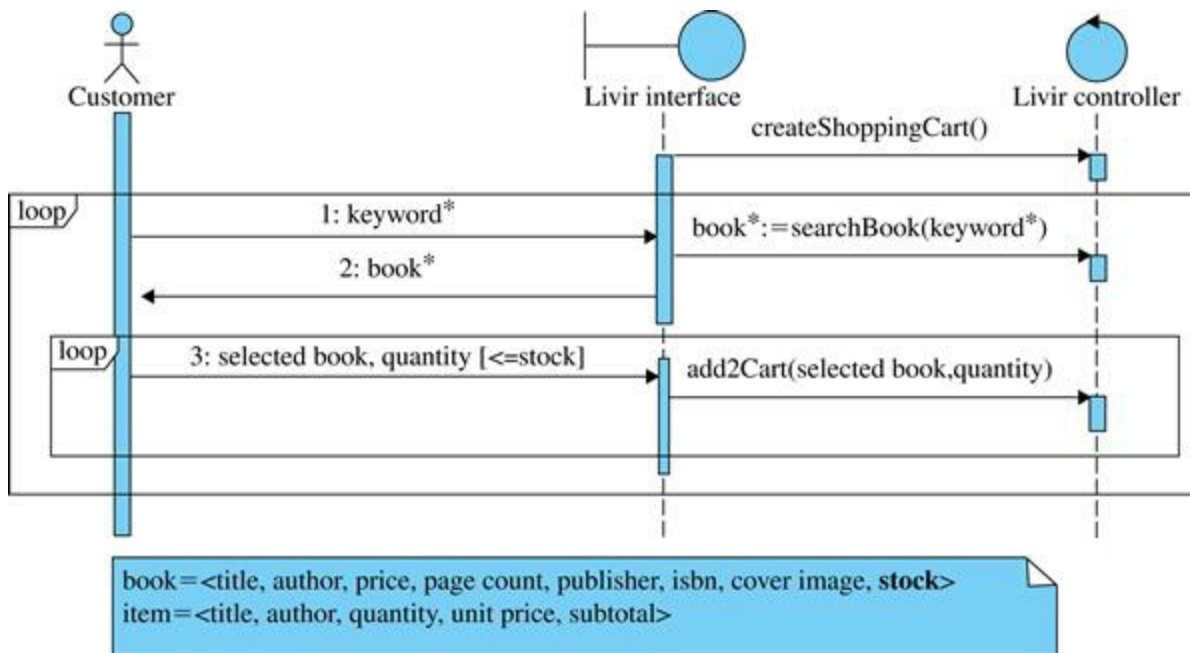 Customer
Livir interface
Livir controller
createShoppingCart()
loop
1: keyword*
book*:=searchBook(keyword*)
2: book*
loop
3: selected book, quantity [<=stock]
add2Cart(selected book,quantity)
book=<title, author, price, page count, publisher, isbn, cover image, stock>
item=<title, author, quantity, unit price, subtotal>